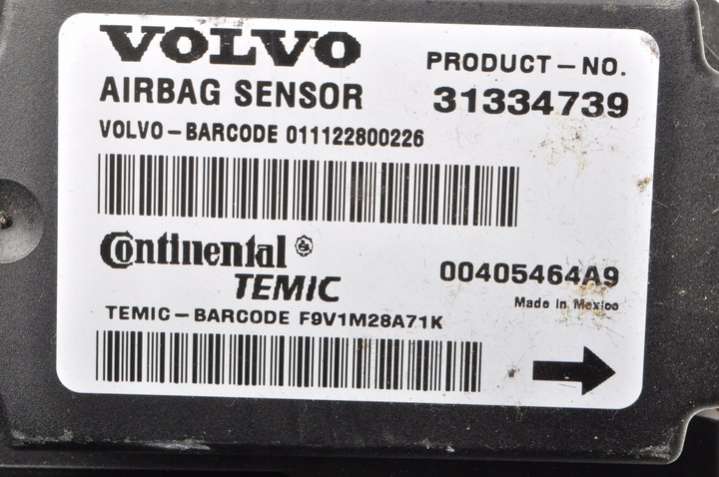 VOLVO
PRODUCT-NO.
AIRBAG SENSOR
31334739
VOLVO-BARCODE 011122800226
Continental
TEMIC
00405464A9
Made in Mexico
TEMIC-BARCODE F9V1M28A71K